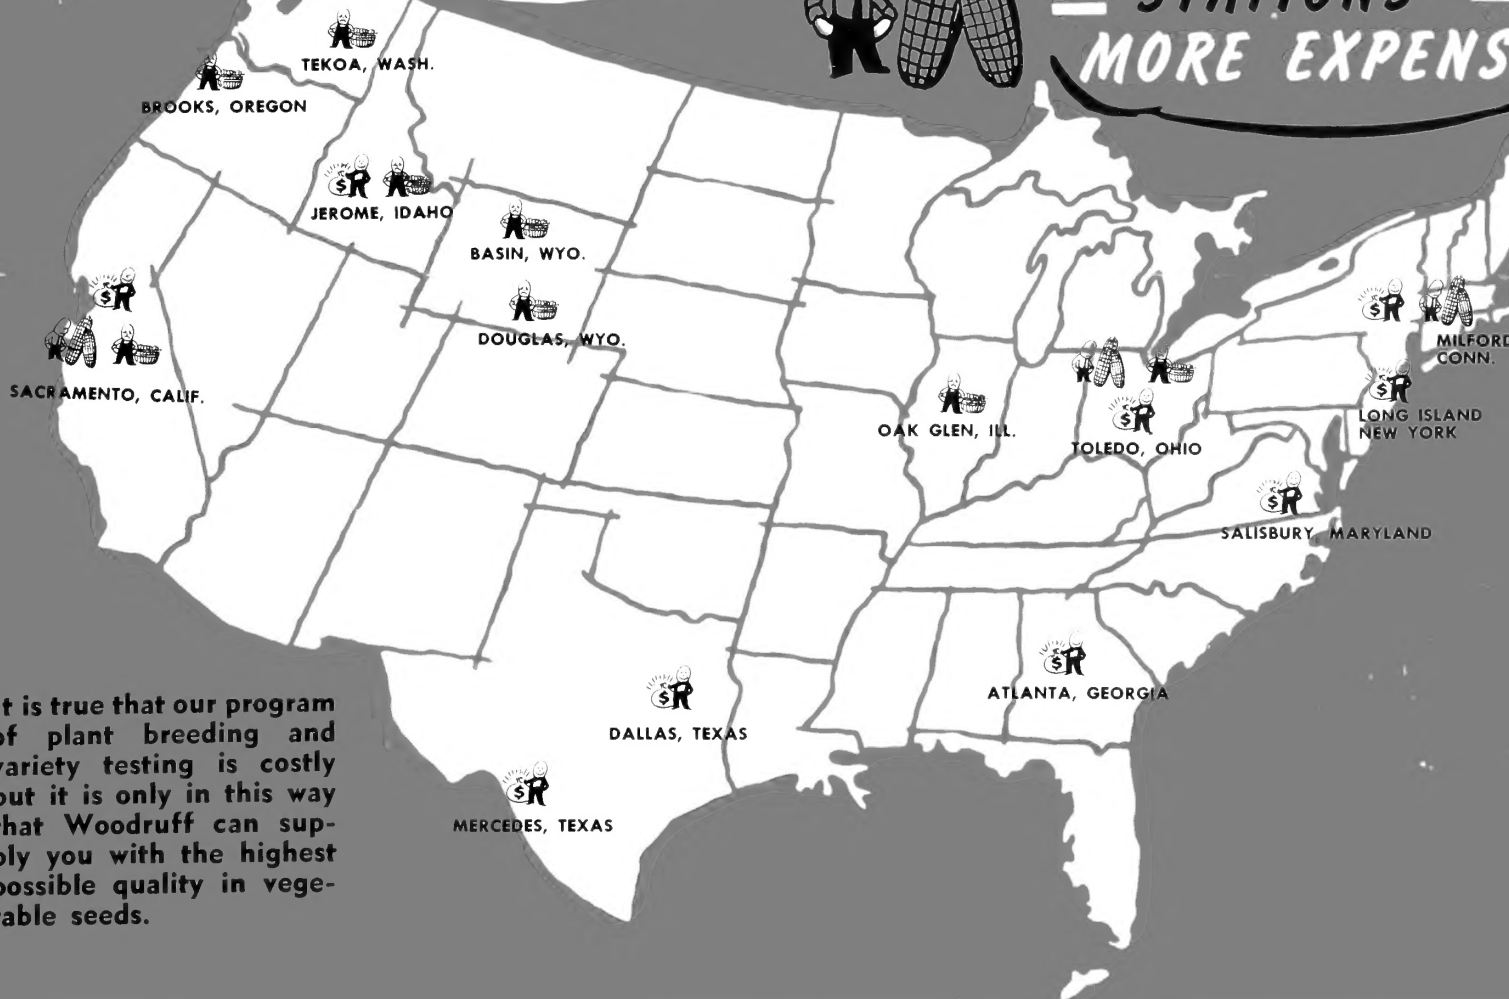 STATIONS
MORE EXPENS
TEKOA, WASH.
BROOKS, OREGON
JEROME, IDAHO
BASIN, WYO.
DOUGLAS, WYO.
SACRAMENTO, CALIF.
OAK GLEN, ILL.
TOLEDO, OHIO
MILFORD
CONN.
LONG ISLAND
NEW YORK
SALISBURY, MARYLAND
ATLANTA, GEORGIA
DALLAS, TEXAS
MERCEDES, TEXAS
t is true that our program
of plant breeding and
variety testing is costly
but it is only in this way
that Woodruff can sup-
ply you with the highest
possible quality in vege-
table seeds.